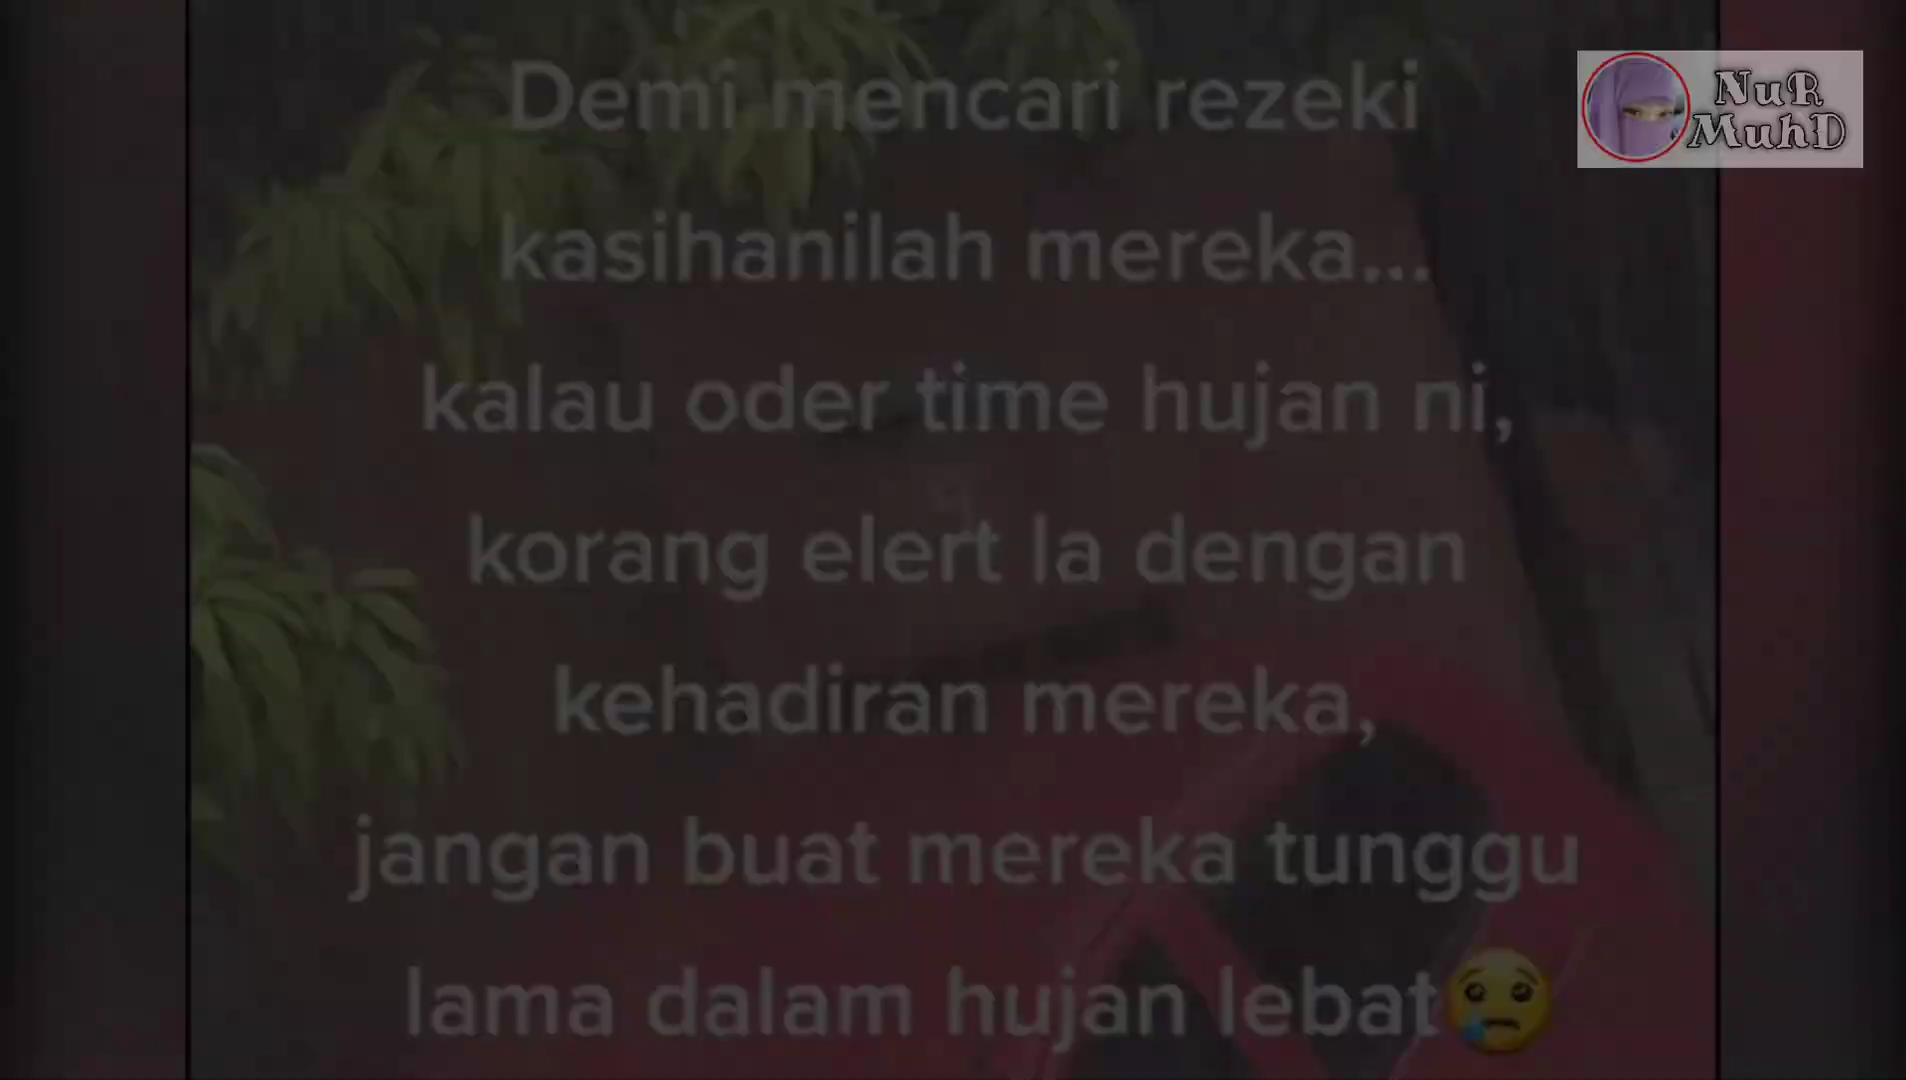 Demi mencari rezeki
kasihanilah mereka...
kalau oder time hujan ni,
korang elert la dengan
kehadiran mereka,
jangan buat mereka tunggu
lama dalam hujan lebat😢
NuR
MuhD